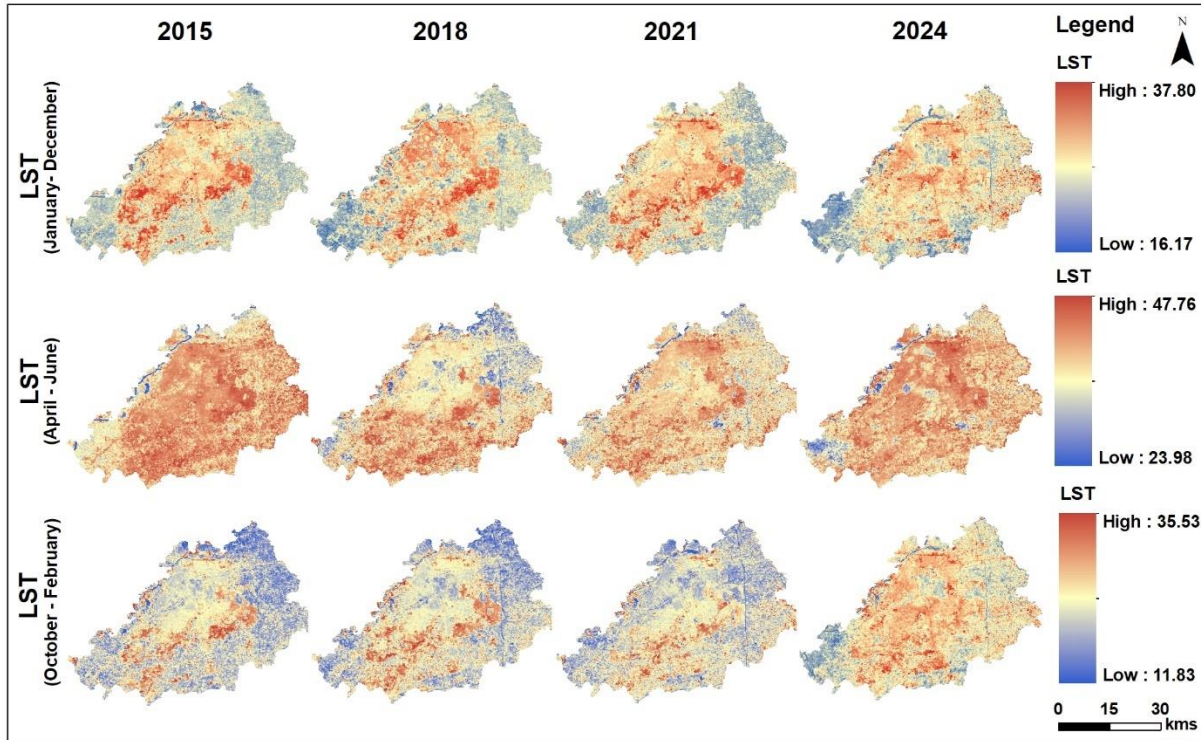 2015
2018
2021
2024
Legend
N
LST
(January- December)
LST
High : 37.80
Low : 16.17
LST
(April - June)
LST
High : 47.76
Low : 23.98
LST
(October - February)
LST
High : 35.53
Low : 11.83
0 15 30
kms